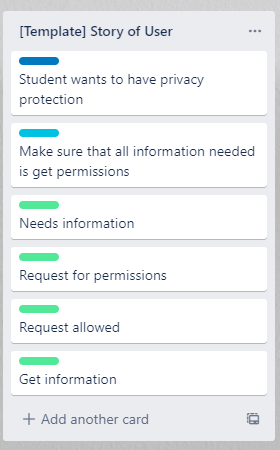 [Template] Story of User
Student wants to have privacy
protection
Make sure that all information needed
is get permissions
Needs information
Request for permissions
Request allowed
Get information
+ Add another card